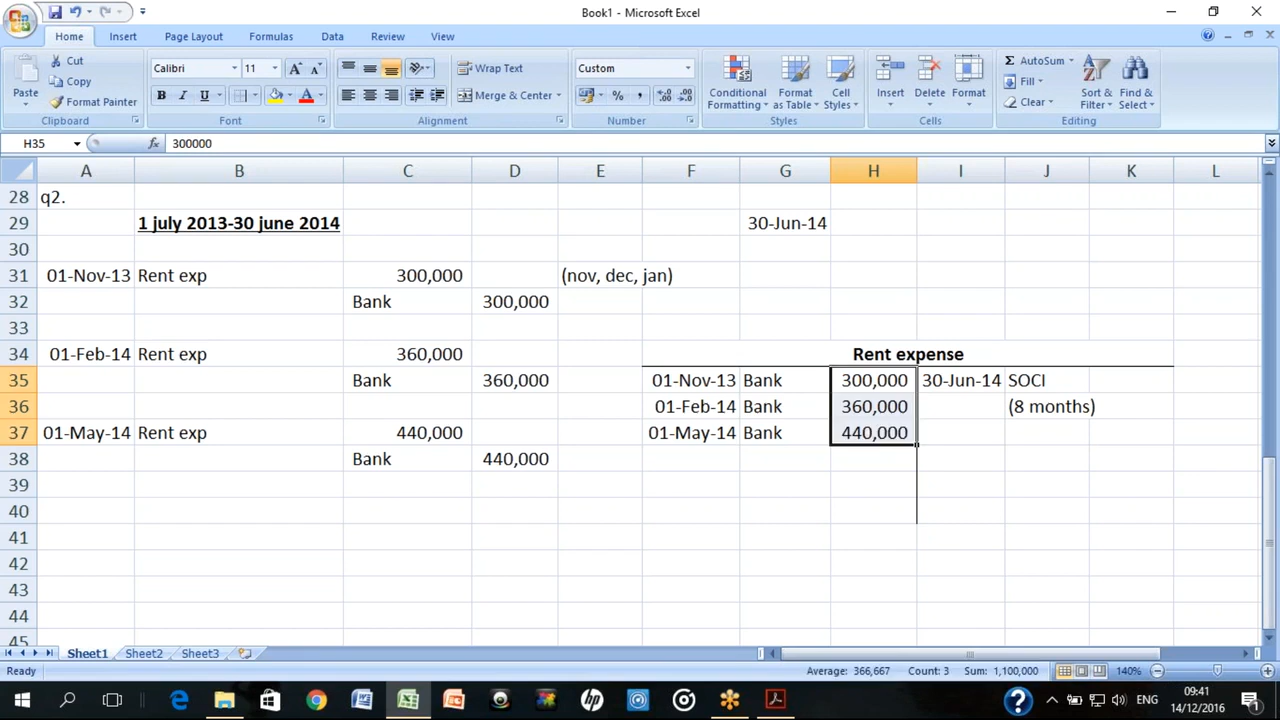 Book1 - Microsoft Excel
Home Insert Page Layout Formulas Data Review View
Paste
Cut
Copy
Format Painter
Clipboard
Calibri 11
B I U
Font
Wrap Text
Merge & Center
Alignment
Custom
% ,
Number
Conditional Formatting
Format as Table
Cell Styles
Styles
Insert Delete Format
Cells
AutoSum
Fill
Clear
Sort & Filter
Find & Select
Editing
H35 fx 300000
A B C D E F G H I J K L
28 q2.
29 1 july 2013-30 june 2014 30-Jun-14
30
31 01-Nov-13 Rent exp 300,000 (nov, dec, jan)
32 Bank 300,000
33
34 01-Feb-14 Rent exp 360,000 Rent expense
35 Bank 360,000 01-Nov-13 Bank 300,000 30-Jun-14 SOCI
36 01-Feb-14 Bank 360,000 (8 months)
37 01-May-14 Rent exp 440,000 01-May-14 Bank 440,000
38 Bank 440,000
39
40
41
42
43
44
45
Sheet1 Sheet2 Sheet3
Ready Average: 366,667 Count: 3 Sum: 1,100,000 140%
ENG 09:41
14/12/2016